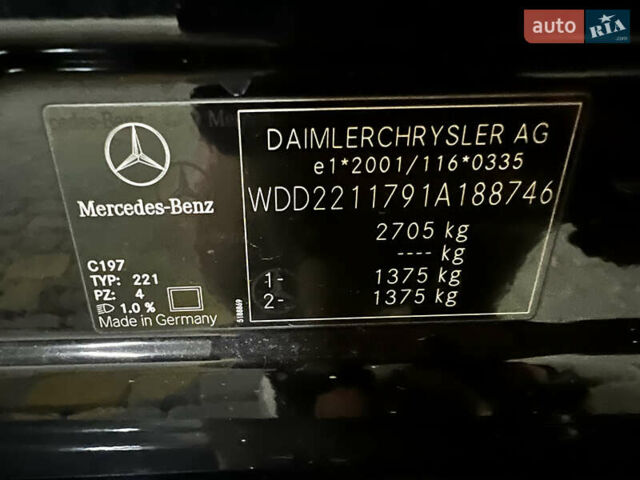 auto RIA .com
DAIMLERCHRYSLER AG
e1*2001/116*0335
WDD2211791A188746
2705 kg
---- kg
1- 1375 kg
2- 1375 kg
Mercedes-Benz
C197
TYP: 221
PZ: 4
1.0 %
Made in Germany